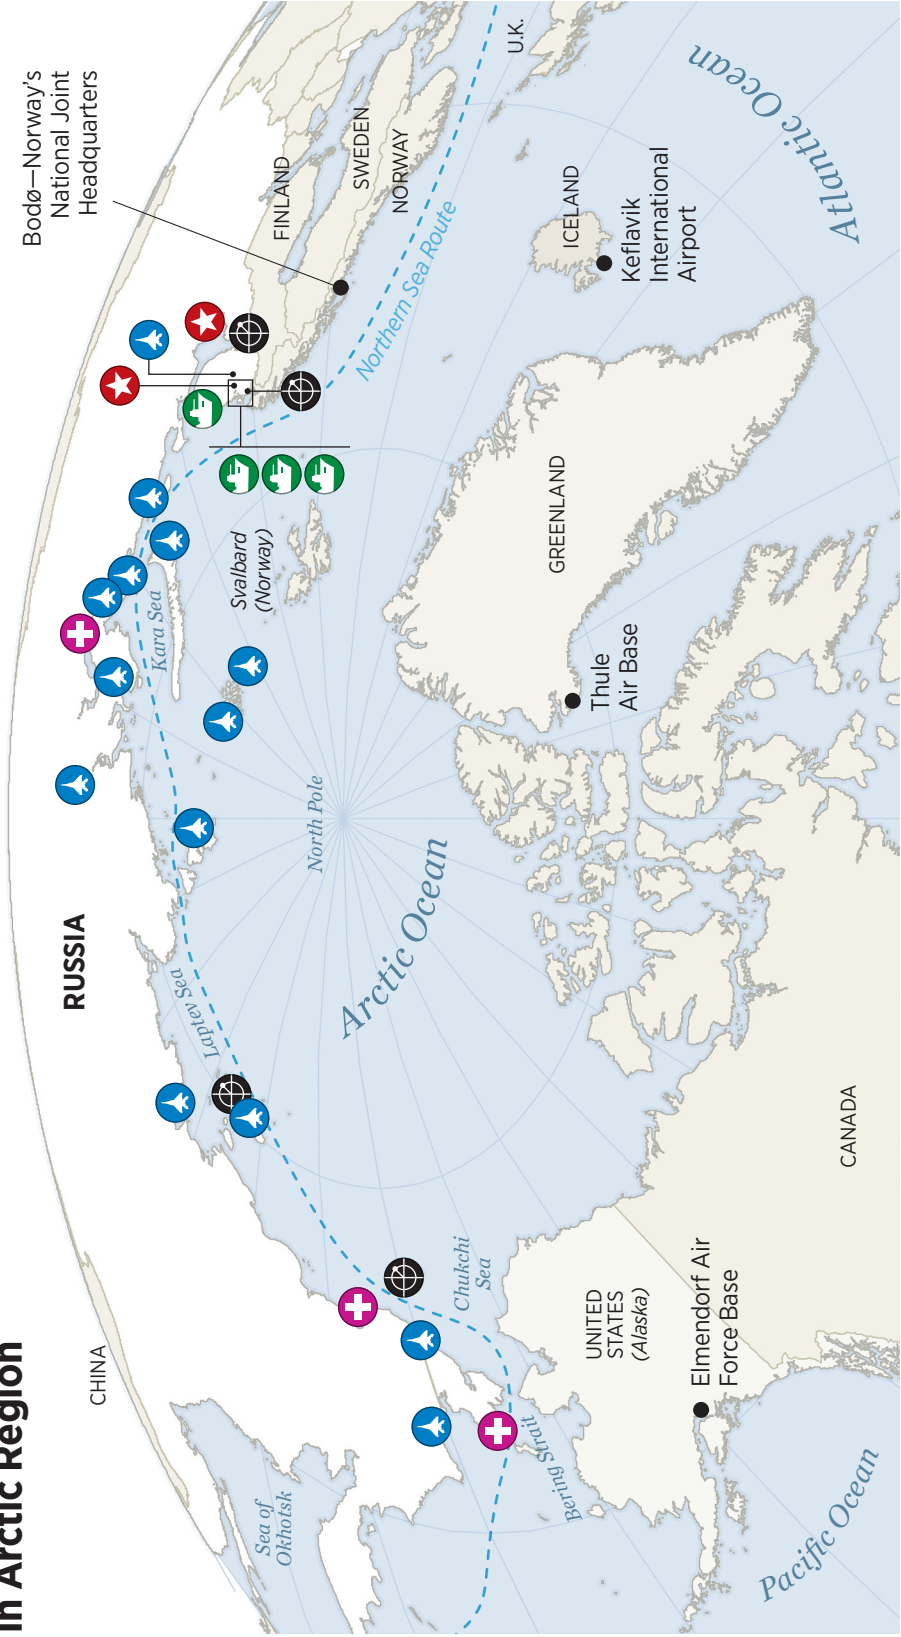 in Arctic Region
CHINA
RUSSIA
Bodø—Norway's
National Joint
Headquarters
FINLAND
SWEDEN
NORWAY
U.K.
Northern Sea Route
ICELAND
Keflavik
International
Airport
Atlantic Ocean
Svalbard
(Norway)
Kara Sea
GREENLAND
Thule
Air Base
North Pole
Arctic Ocean
Laptev Sea
Chukchi
Sea
Sea of
Okhotsk
Bering Strait
UNITED
STATES
(Alaska)
Elmendorf Air
Force Base
CANADA
Pacific Ocean